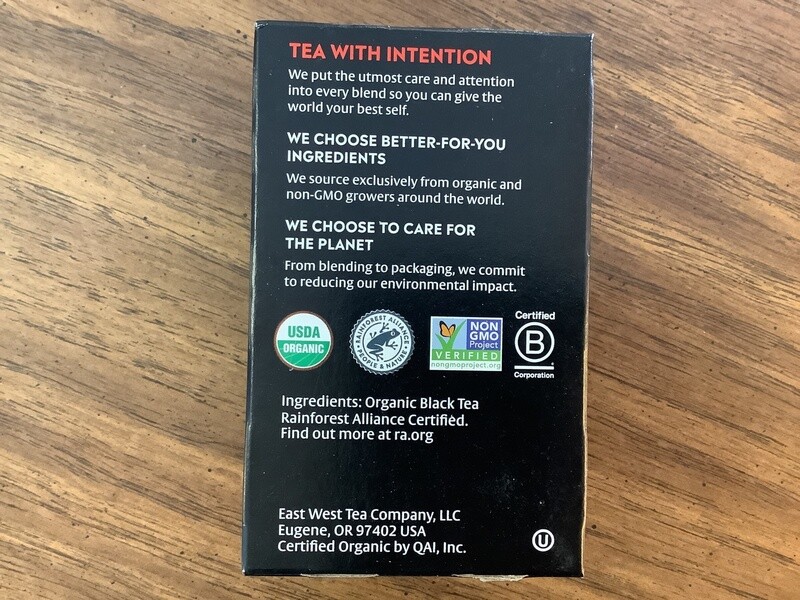 TEA WITH INTENTION
We put the utmost care and attention
into every blend so you can give the
world your best self.
WE CHOOSE BETTER-FOR-YOU
INGREDIENTS
We source exclusively from organic and
non-GMO growers around the world.
WE CHOOSE TO CARE FOR
THE PLANET
From blending to packaging, we commit
to reducing our environmental impact.
USDA
ORGANIC
RAINFOREST ALLIANCE
PEOPLE & NATURE
NON
GMO
Project
VERIFIED
nongmoproject.org
Certified
B
Corporation
Ingredients: Organic Black Tea
Rainforest Alliance Certified.
Find out more at ra.org
East West Tea Company, LLC
Eugene, OR 97402 USA
Certified Organic by QAI, Inc.
U